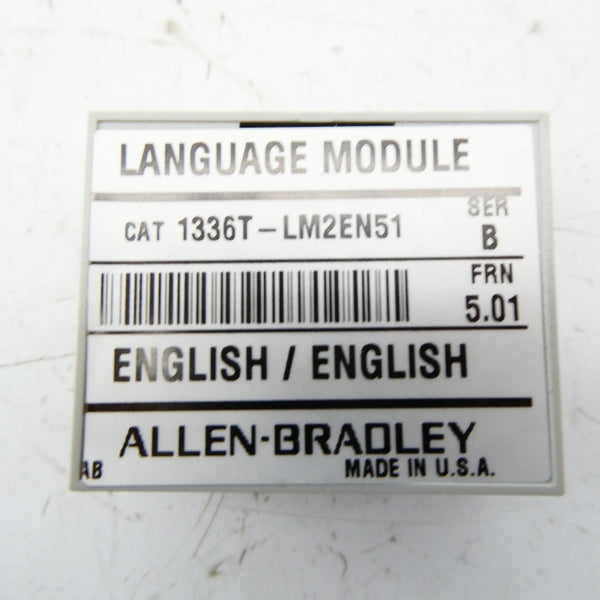 LANGUAGE MODULE
CAT 1336T-LM2EN51
SER
B
FRN
5.01
ENGLISH / ENGLISH
ALLEN-BRADLEY
AB
MADE IN U.S.A.